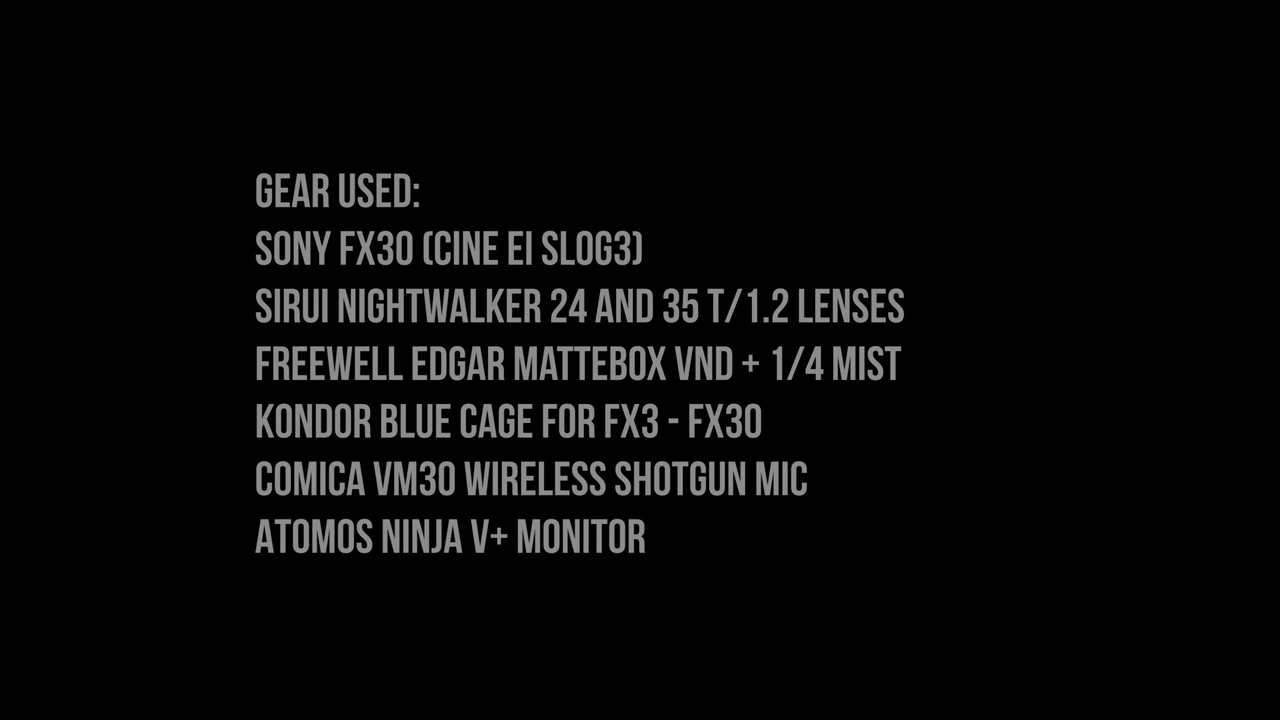 GEAR USED:
SONY FX30 (CINE EI SLOG3)
SIRUI NIGHTWALKER 24 AND 35 T/1.2 LENSES
FREEWELL EDGAR MATTEBOX VND + 1/4 MIST
KONDOR BLUE CAGE FOR FX3 - FX30
COMICA VM30 WIRELESS SHOTGUN MIC
ATOMOS NINJA V+ MONITOR